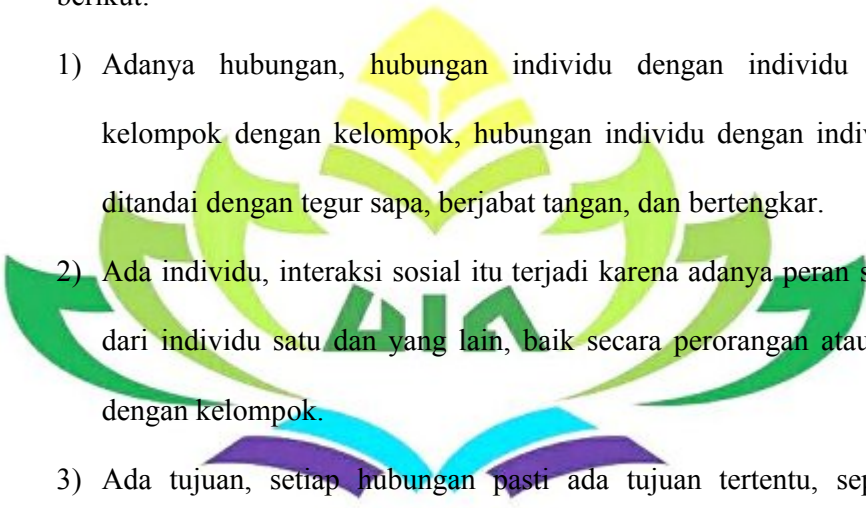 berikut:
1) Adanya hubungan, hubungan individu dengan individu
kelompok dengan kelompok, hubungan individu dengan
ditandai dengan tegur sapa, berjabat tangan, dan bertengkar.
2) Ada individu, interaksi sosial itu terjadi karena adanya peran
dari individu satu dan yang lain, baik secara perorangan atau
dengan kelompok.
3) Ada tujuan, setiap hubungan pasti ada tujuan tertentu,
UIN